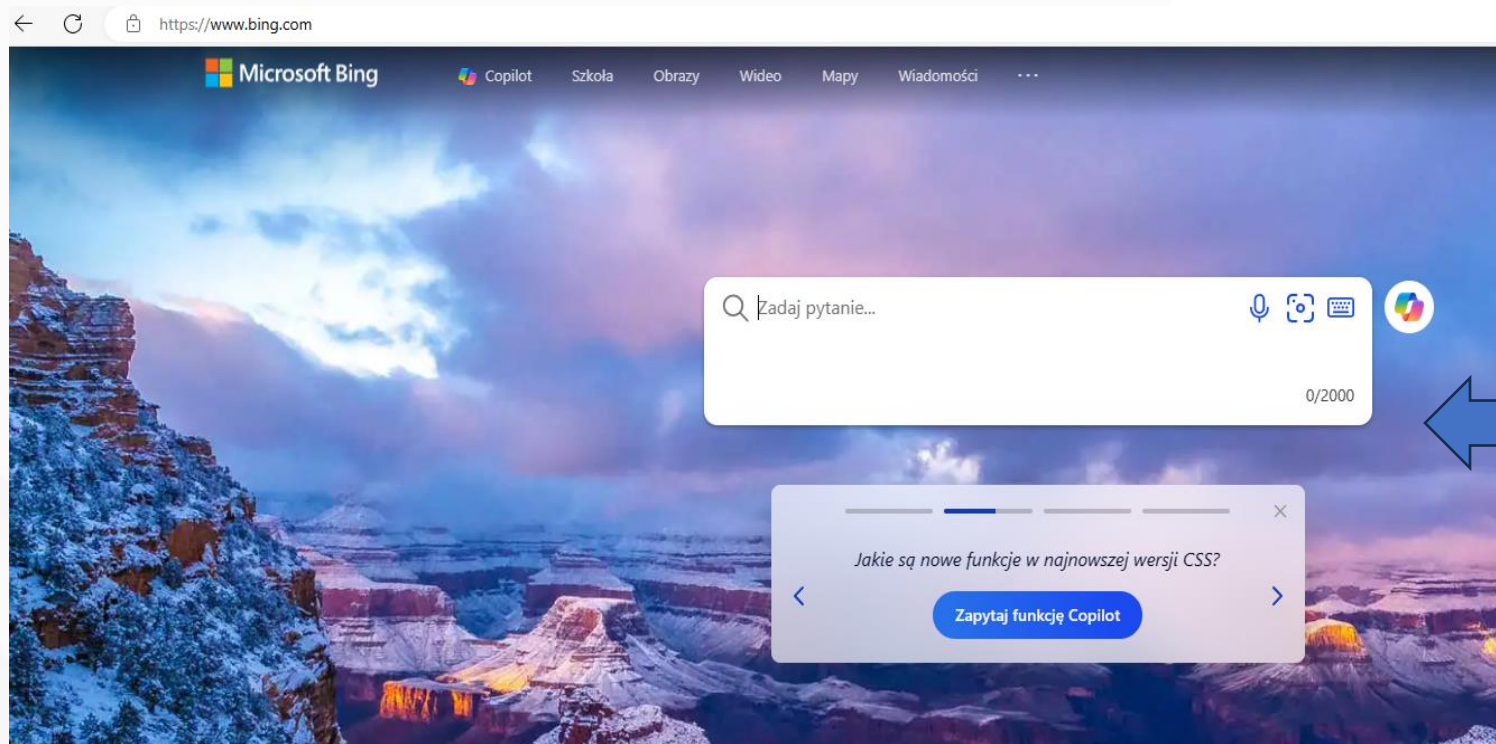 https://www.bing.com
Microsoft Bing
Copilot Szkoła Obrazy Wideo Mapy Wiadomości ...
Zadaj pytanie...
0/2000
Jakie są nowe funkcje w najnowszej wersji CSS?
Zapytaj funkcję Copilot